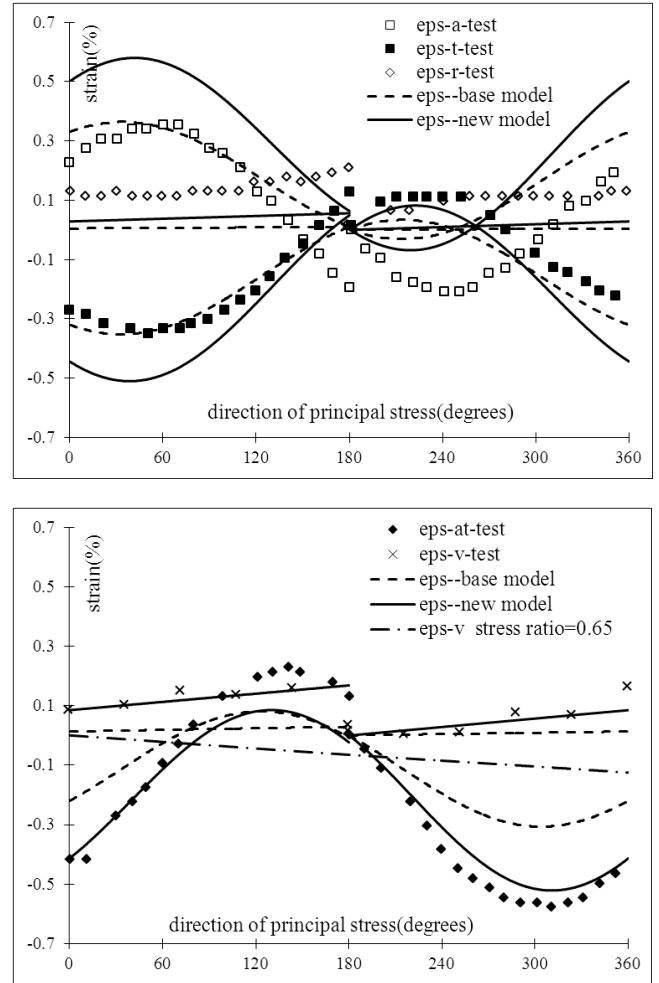 0.7
0.5
0.3
0.1
-0.1
-0.3
-0.5
-0.7
strain(%)
eps-a-test
eps-t-test
eps-r-test
eps--base model
eps--new model
direction of principal stress(degrees)
0 60 120 180 240 300 360
0.7
0.5
0.3
0.1
-0.1
-0.3
-0.5
-0.7
strain(%)
eps-at-test
eps-v-test
eps--base model
eps--new model
eps-v stress ratio=0.65
direction of principal stress(degrees)
0 60 120 180 240 300 360